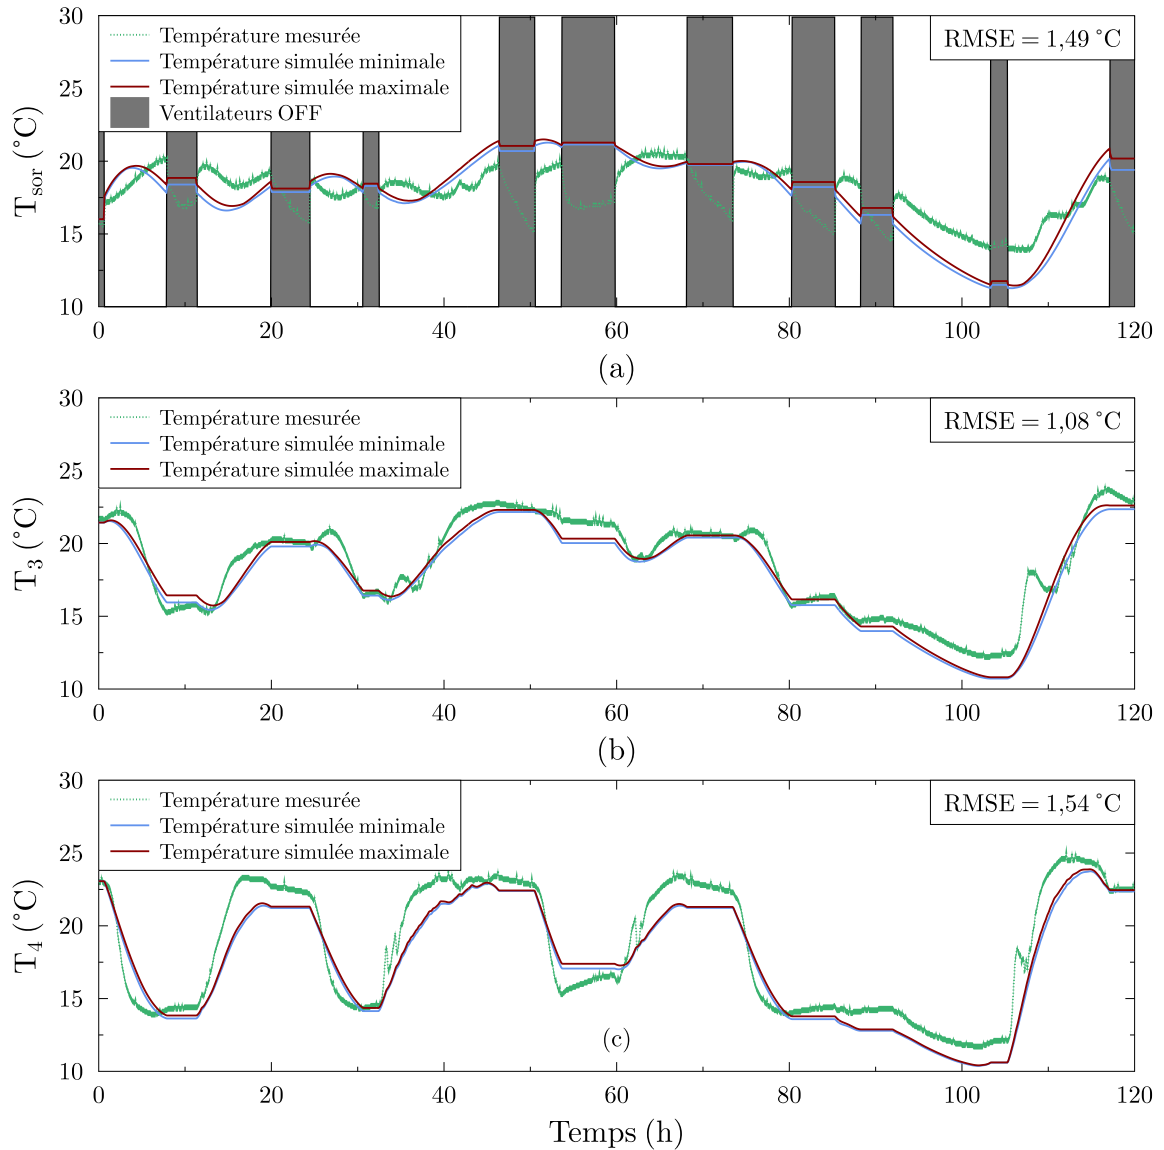 30
25
20
15
10
T_sor (°C)
Température mesurée
Température simulée minimale
Température simulée maximale
Ventilateurs OFF
RMSE = 1,49 °C
0 20 40 60 80 100 120
(a)
30
25
20
15
10
T_3 (°C)
Température mesurée
Température simulée minimale
Température simulée maximale
RMSE = 1,08 °C
0 20 40 60 80 100 120
(b)
30
25
20
15
10
T_4 (°C)
Température mesurée
Température simulée minimale
Température simulée maximale
RMSE = 1,54 °C
(c)
0 20 40 60 80 100 120
Temps (h)